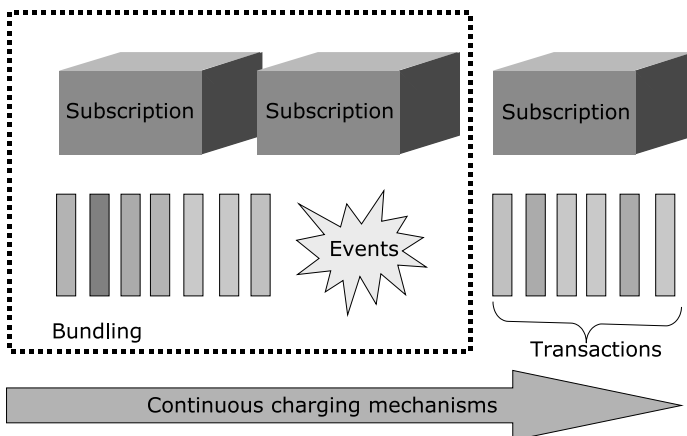 Subscription
Subscription
Subscription
Events
Bundling
Transactions
Continuous charging mechanisms